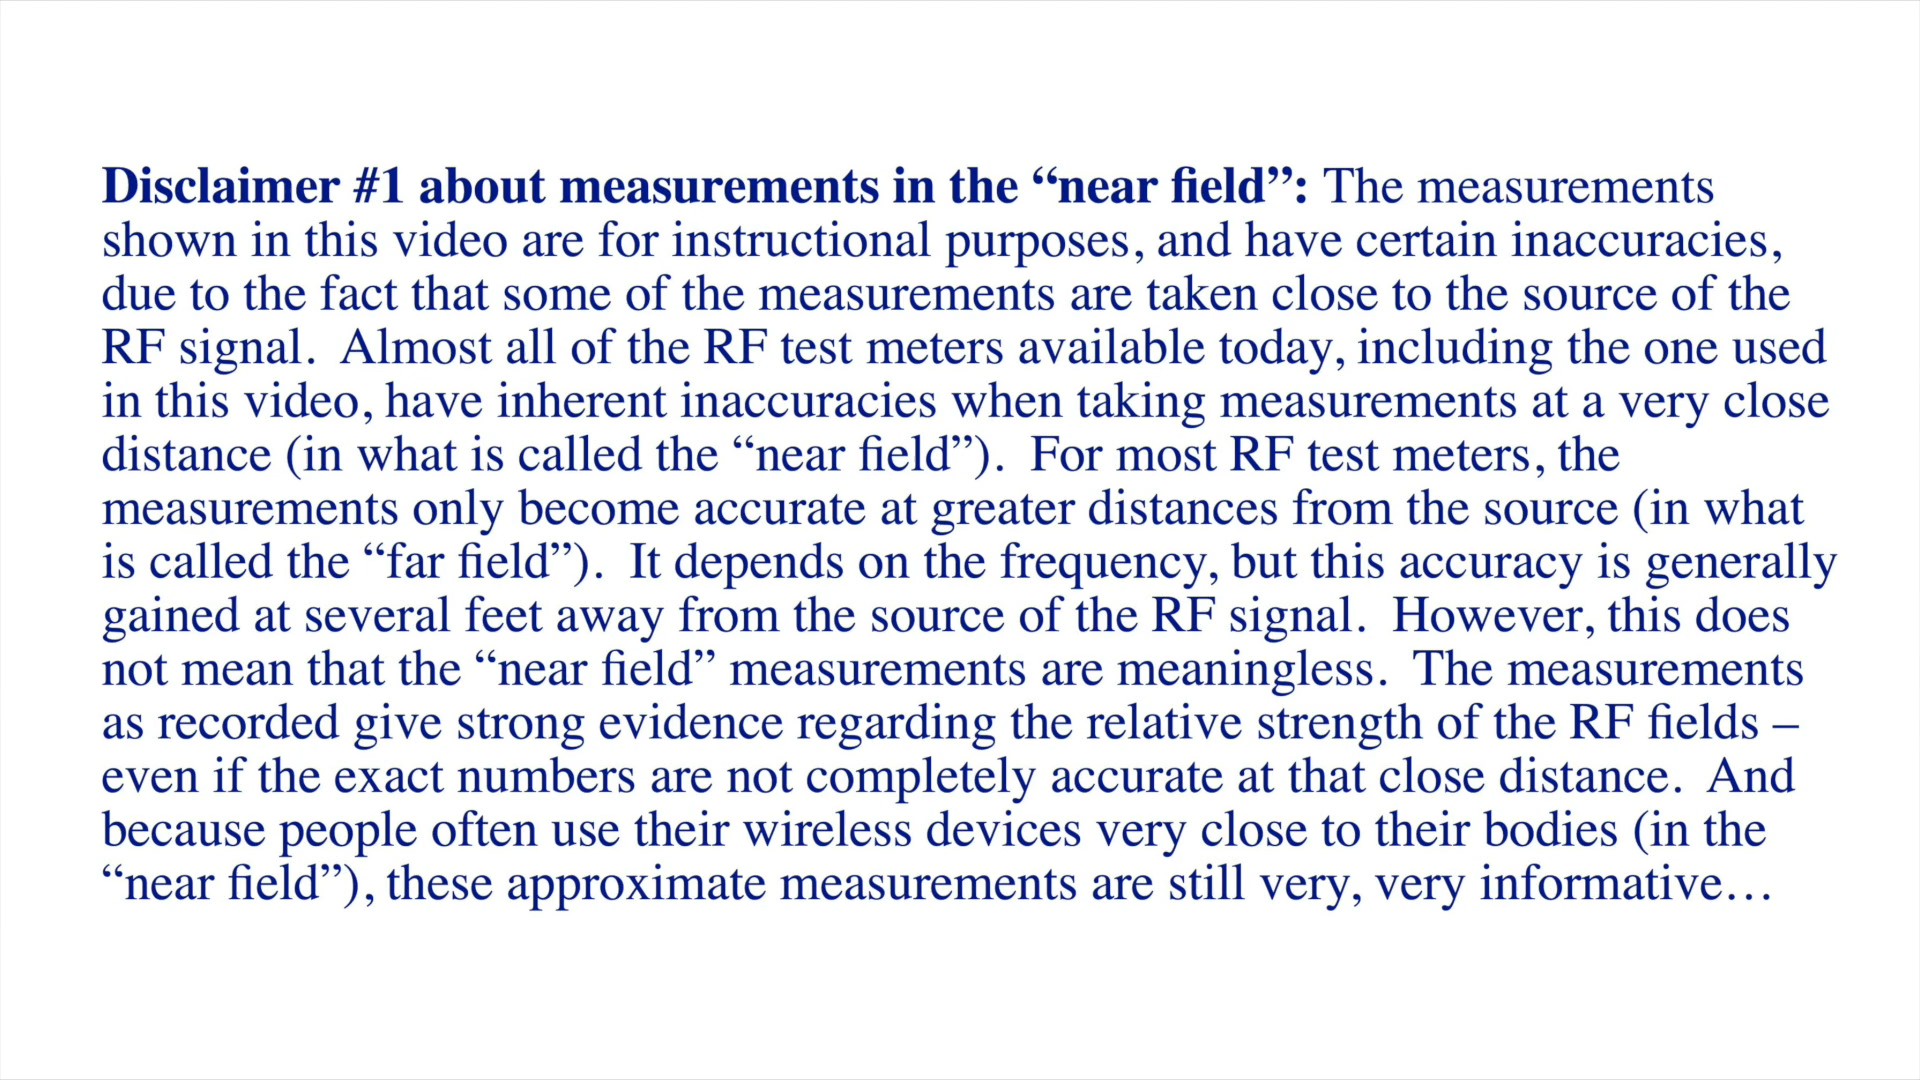 Disclaimer #1 about measurements in the “near field”: The measurements
shown in this video are for instructional purposes, and have certain inaccuracies,
due to the fact that some of the measurements are taken close to the source of the
RF signal.  Almost all of the RF test meters available today, including the one used
in this video, have inherent inaccuracies when taking measurements at a very close
distance (in what is called the “near field”).  For most RF test meters, the
measurements only become accurate at greater distances from the source (in what
is called the “far field”).  It depends on the frequency, but this accuracy is generally
gained at several feet away from the source of the RF signal.  However, this does
not mean that the “near field” measurements are meaningless.  The measurements
as recorded give strong evidence regarding the relative strength of the RF fields –
even if the exact numbers are not completely accurate at that close distance.  And
because people often use their wireless devices very close to their bodies (in the
“near field”), these approximate measurements are still very, very informative…